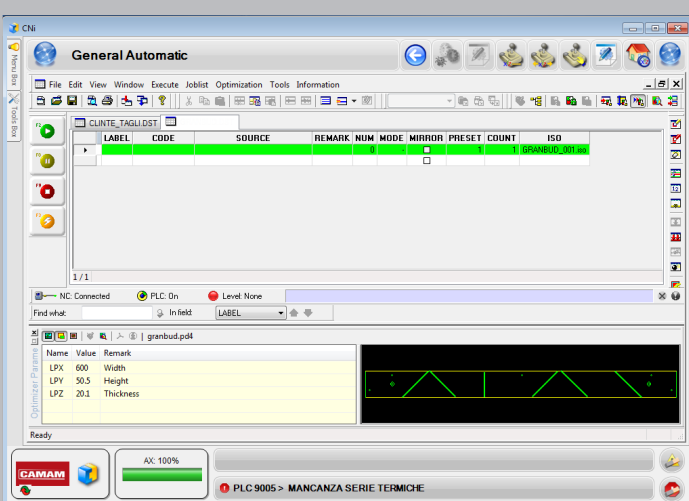 CNi
General Automatic
Menu Box
Tools Box
File Edit View Window Execute Joblist Optimization Tools Information
F2
CLINTE_TAGLI.DST
LABEL CODE SOURCE REMARK NUM MODE MIRROR PRESET COUNT ISO
0 - 1 1 GRANBUD_001.iso
1 / 1
NC: Connected PLC: On Level: None
Find what: In field: LABEL
granbud.pd4
Optimizer Parame
Name Value Remark
LPX 600 Width
LPY 50.5 Height
LPZ 20.1 Thickness
Ready
CAMAM
AX: 100%
PLC 9005 > MANCANZA SERIE TERMICHE